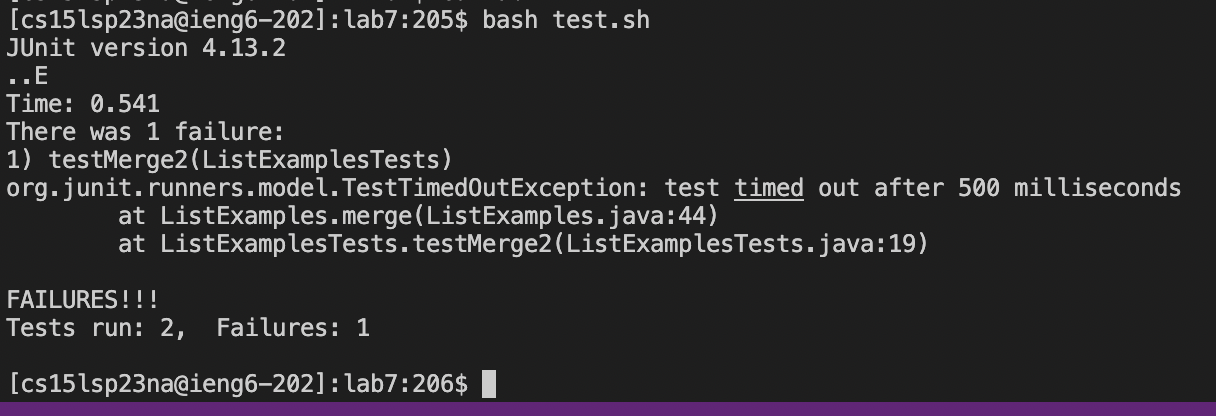 [cs15lsp23na@ieng6-202]:lab7:205$ bash test.sh
JUnit version 4.13.2
..E
Time: 0.541
There was 1 failure:
1) testMerge2(ListExamplesTests)
org.junit.runners.model.TestTimedOutException: test timed out after 500 milliseconds
        at ListExamples.merge(ListExamples.java:44)
        at ListExamplesTests.testMerge2(ListExamplesTests.java:19)

FAILURES!!!
Tests run: 2,  Failures: 1

[cs15lsp23na@ieng6-202]:lab7:206$